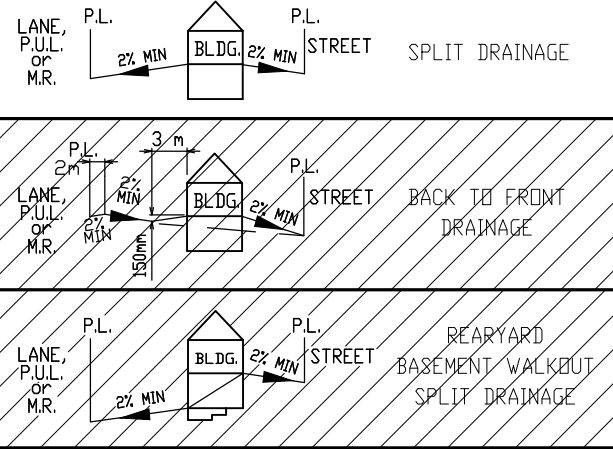 P.L.
P.L.
LANE,
P.U.L.
or
M.R.
2% MIN
BLDG.
2% MIN
STREET
SPLIT DRAINAGE
3 m
P.L.
2m
2%
MIN
LANE,
P.U.L.
or
M.R.
2%
MIN
150mm
BLDG.
2% MIN
P.L.
STREET
BACK TO FRONT
DRAINAGE
P.L.
P.L.
LANE,
P.U.L.
or
M.R.
2% MIN
BLDG.
2% MIN
STREET
REARYARD
BASEMENT WALKOUT
SPLIT DRAINAGE